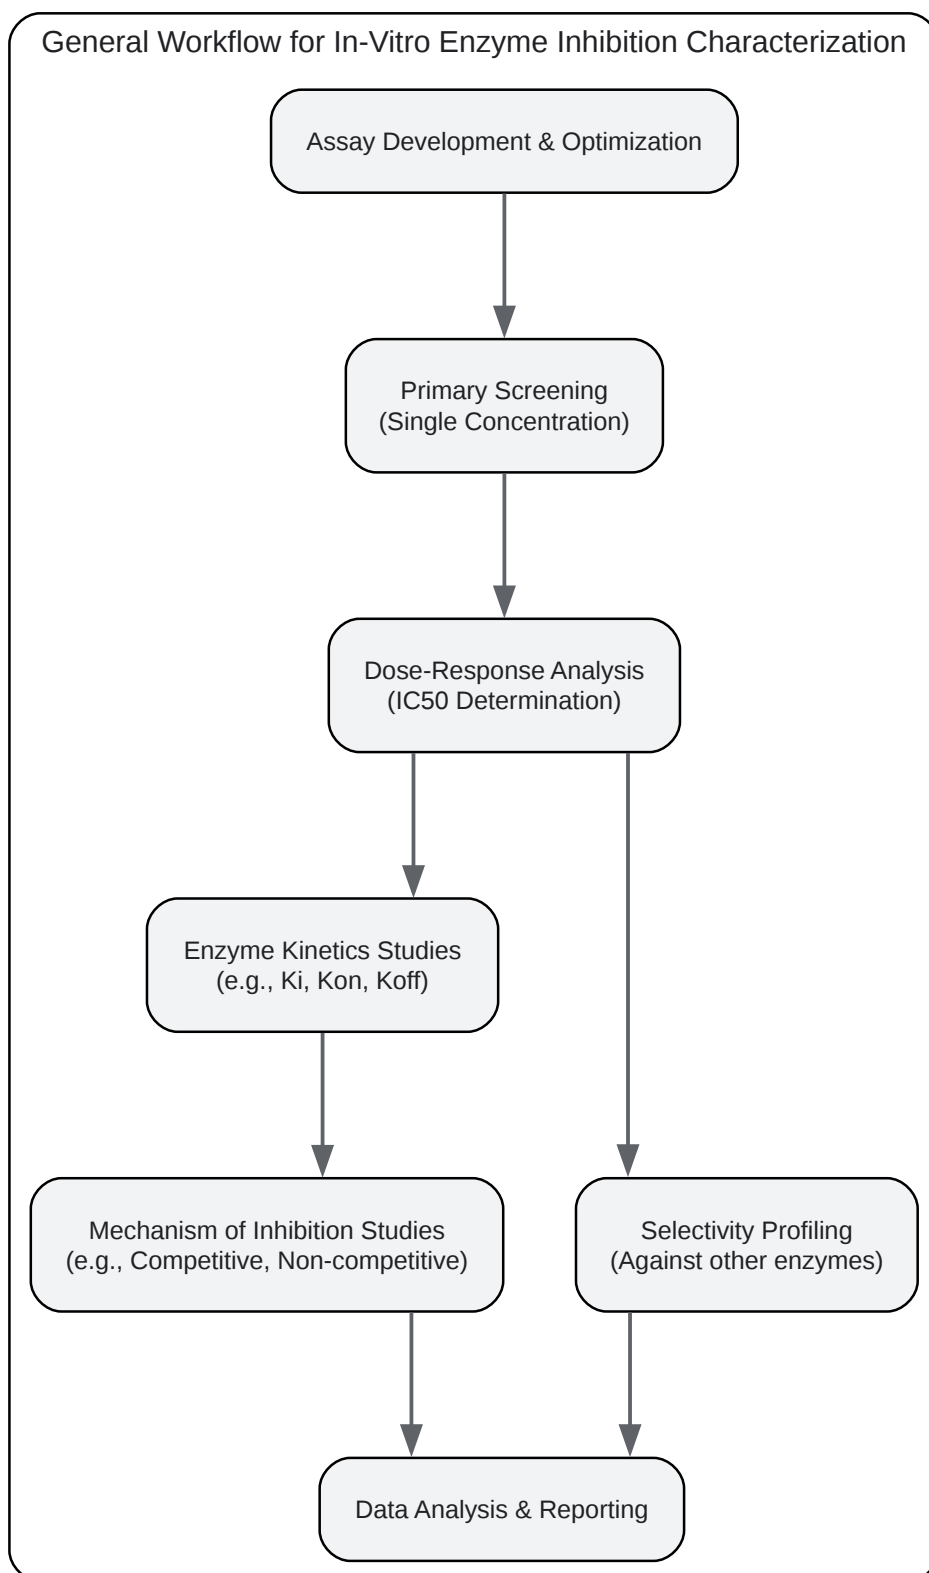 General Workflow for In-Vitro Enzyme Inhibition Characterization
Assay Development & Optimization
Primary Screening
(Single Concentration)
Dose-Response Analysis
(IC50 Determination)
Enzyme Kinetics Studies
(e.g., Ki, Kon, Koff)
Mechanism of Inhibition Studies
(e.g., Competitive, Non-competitive)
Selectivity Profiling
(Against other enzymes)
Data Analysis & Reporting